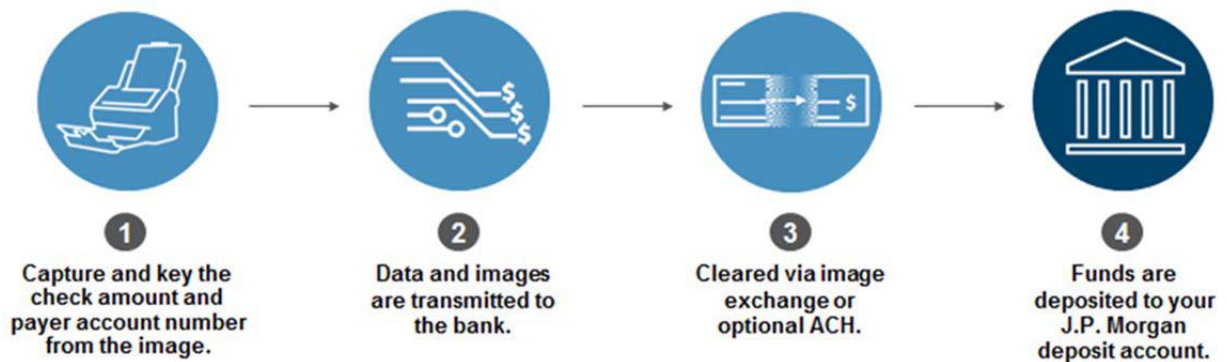 1
Capture and key the
check amount and
payer account number
from the image.
$
$
$
2
Data and images
are transmitted to
the bank.
$
3
Cleared via image
exchange or
optional ACH.
4
Funds are
deposited to your
J.P. Morgan
deposit account.